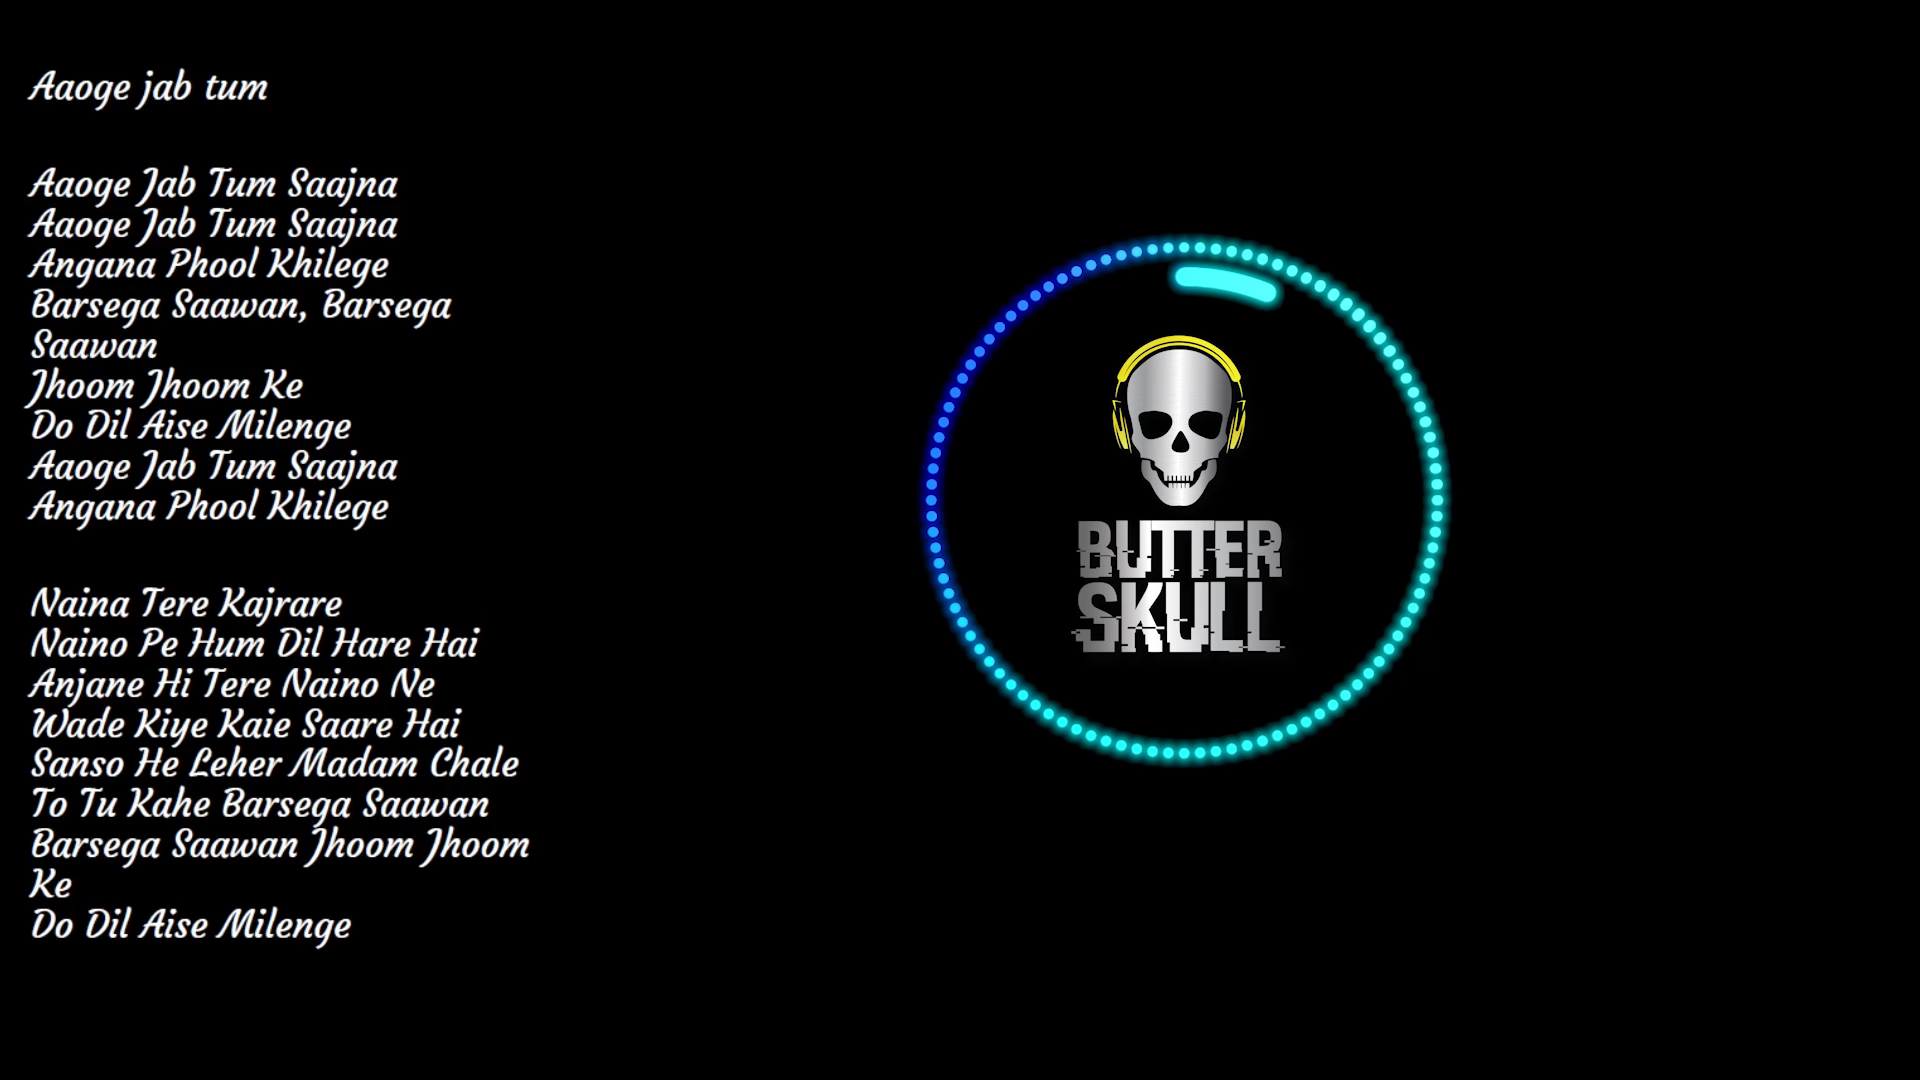 Aaoge jab tum
Aaoge Jab Tum Saajna
Aaoge Jab Tum Saajna
Angana Phool Khilege
Barsega Saawan, Barsega
Saawan
Jhoom Jhoom Ke
Do Dil Aise Milenge
Aaoge Jab Tum Saajna
Angana Phool Khilege
Naina Tere Kajrare
Naino Pe Hum Dil Hare Hai
Anjane Hi Tere Naino Ne
Wade Kiye Kaie Saare Hai
Sanso He Leher Madam Chale
To Tu Kahe Barsega Saawan
Barsega Saawan Jhoom Jhoom
Ke
Do Dil Aise Milenge
BUTTER
SKULL